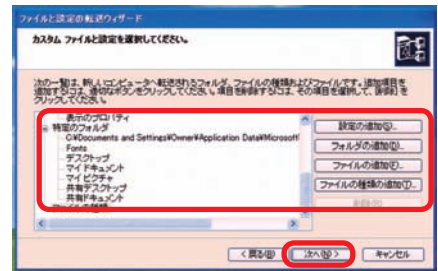 ファイルと設定の転送ウィザード
カスタム ファイルと設定を選択してください。
次の一覧は、新しいコンピュータへ転送されるフォルダ、ファイルの種類およびファイルです。追加項目を
追加するには、適切なボタンをクリックしてください。項目を削除するには、その項目を選択して、[削除] を
クリックしてください。
表示のプロパティ
特定のフォルダ
C:¥Documents and Settings¥Owner¥Application Data¥Microsoft
Fonts
デスクトップ
マイ ドキュメント
マイ ピクチャ
共有デスクトップ
共有ドキュメント
ファイルの種類
設定の追加(G)...
フォルダの追加(D)...
ファイルの追加(E)...
ファイルの種類の追加(T)...
削除(R)
< 戻る(B)
次へ(N) >
キャンセル